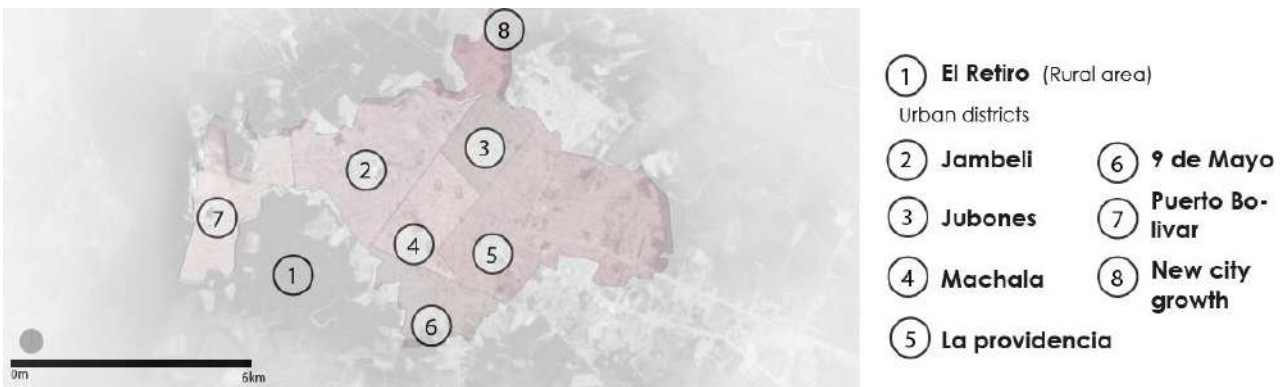 8
3
2
7
4
5
1
6
0m 6km
1 El Retiro (Rural area)
Urban districts
2 Jambeli
3 Jubones
4 Machala
5 La providencia
6 9 de Mayo
7 Puerto Bo-
livar
8 New city
growth